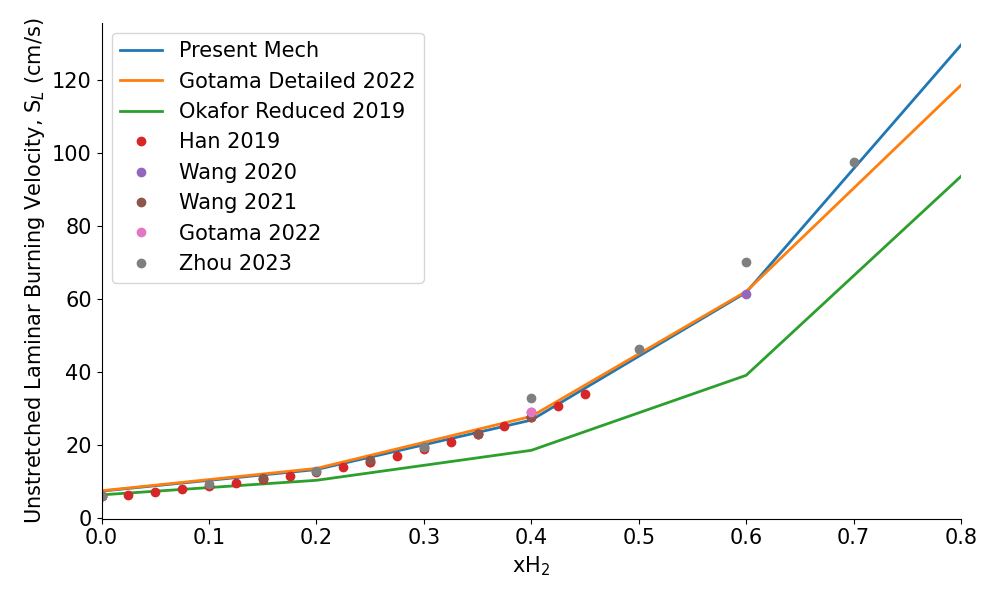 Unstretched Laminar Burning Velocity, S_L (cm/s)
Present Mech
Gotama Detailed 2022
Okafor Reduced 2019
Han 2019
Wang 2020
Wang 2021
Gotama 2022
Zhou 2023
120
100
80
60
40
20
0
0.0 0.1 0.2 0.3 0.4 0.5 0.6 0.7 0.8
xH₂